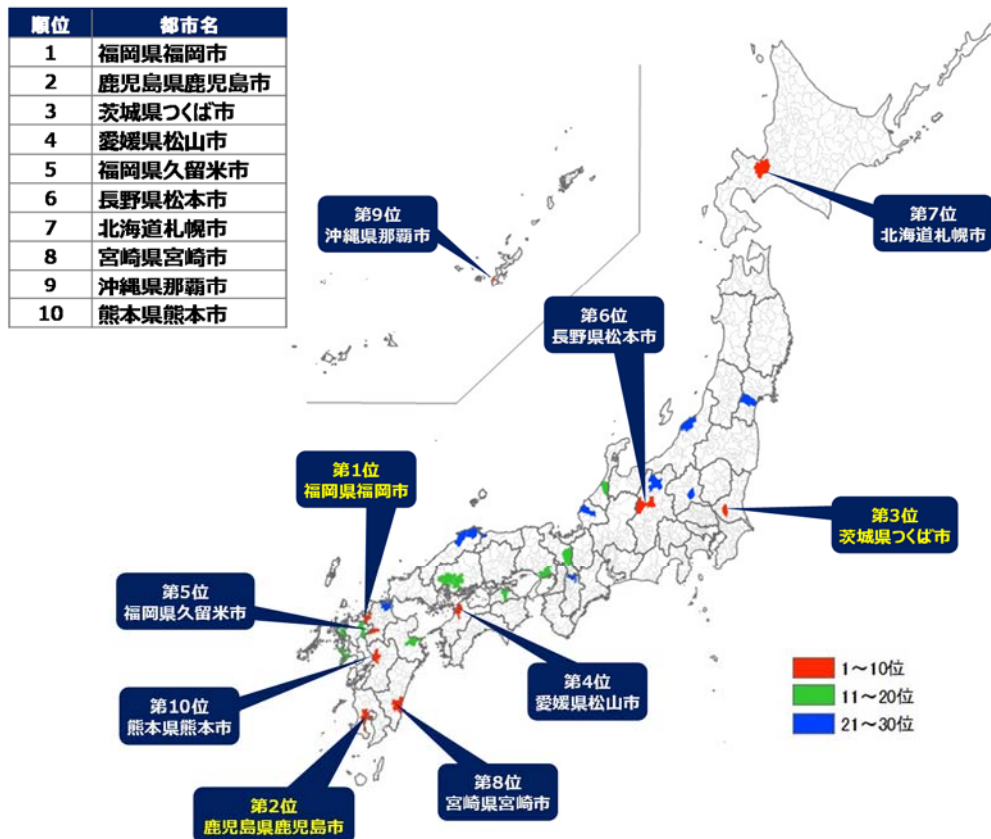 順位 都市名
1 福岡県福岡市
2 鹿児島県鹿児島市
3 茨城県つくば市
4 愛媛県松山市
5 福岡県久留米市
6 長野県松本市
7 北海道札幌市
8 宮崎県宮崎市
9 沖縄県那覇市
10 熊本県熊本市
第9位
沖縄県那覇市
第7位
北海道札幌市
第6位
長野県松本市
第1位
福岡県福岡市
第3位
茨城県つくば市
第5位
福岡県久留米市
第4位
愛媛県松山市
第10位
熊本県熊本市
第8位
宮崎県宮崎市
第2位
鹿児島県鹿児島市
1～10位
11～20位
21～30位